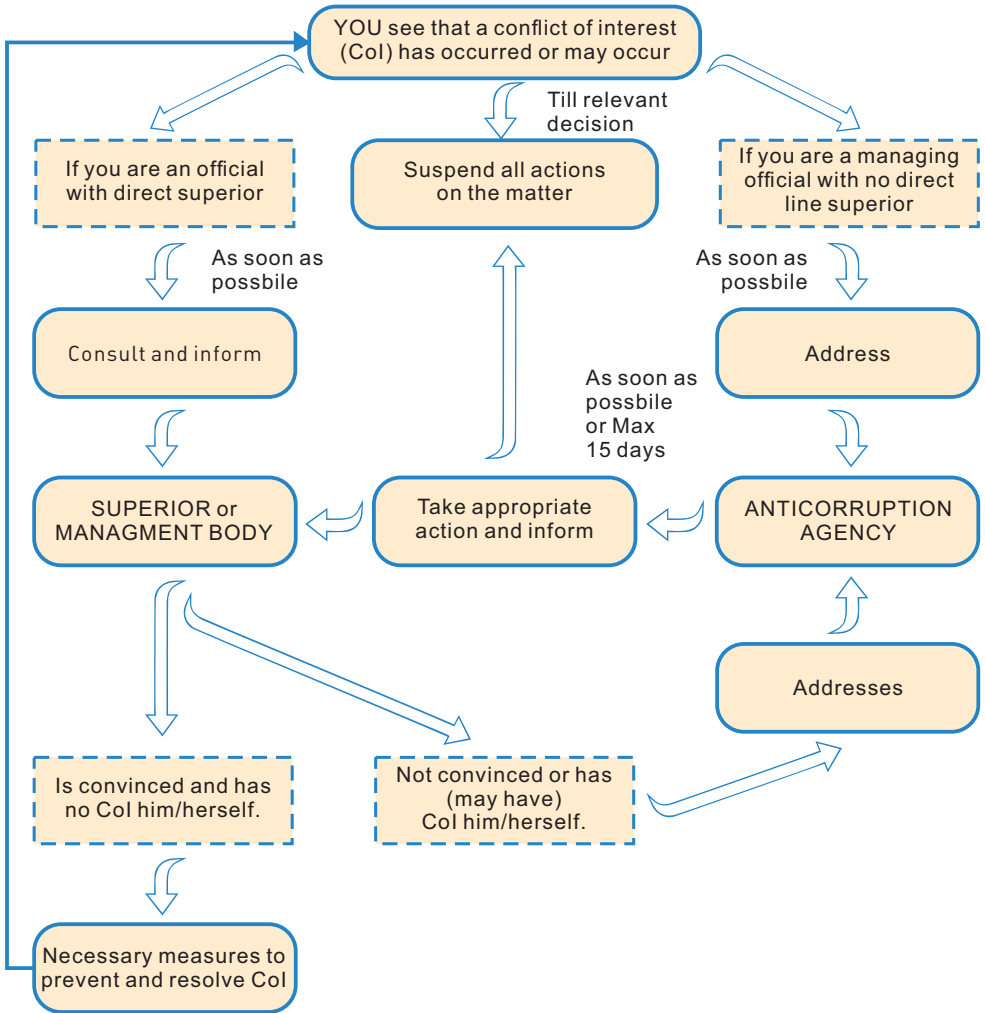 YOU see that a conflict of interest
(CoI) has occurred or may occur
Till relevant
decision
If you are an official
with direct superior
Suspend all actions
on the matter
If you are a managing
official with no direct
line superior
As soon as
possbile
As soon as
possbile
Consult and inform
Address
As soon as
possbile
or Max
15 days
SUPERIOR or
MANAGMENT BODY
Take appropriate
action and inform
ANTICORRUPTION
AGENCY
Addresses
Is convinced and has
no CoI him/herself.
Not convinced or has
(may have)
CoI him/herself.
Necessary measures to
prevent and resolve CoI